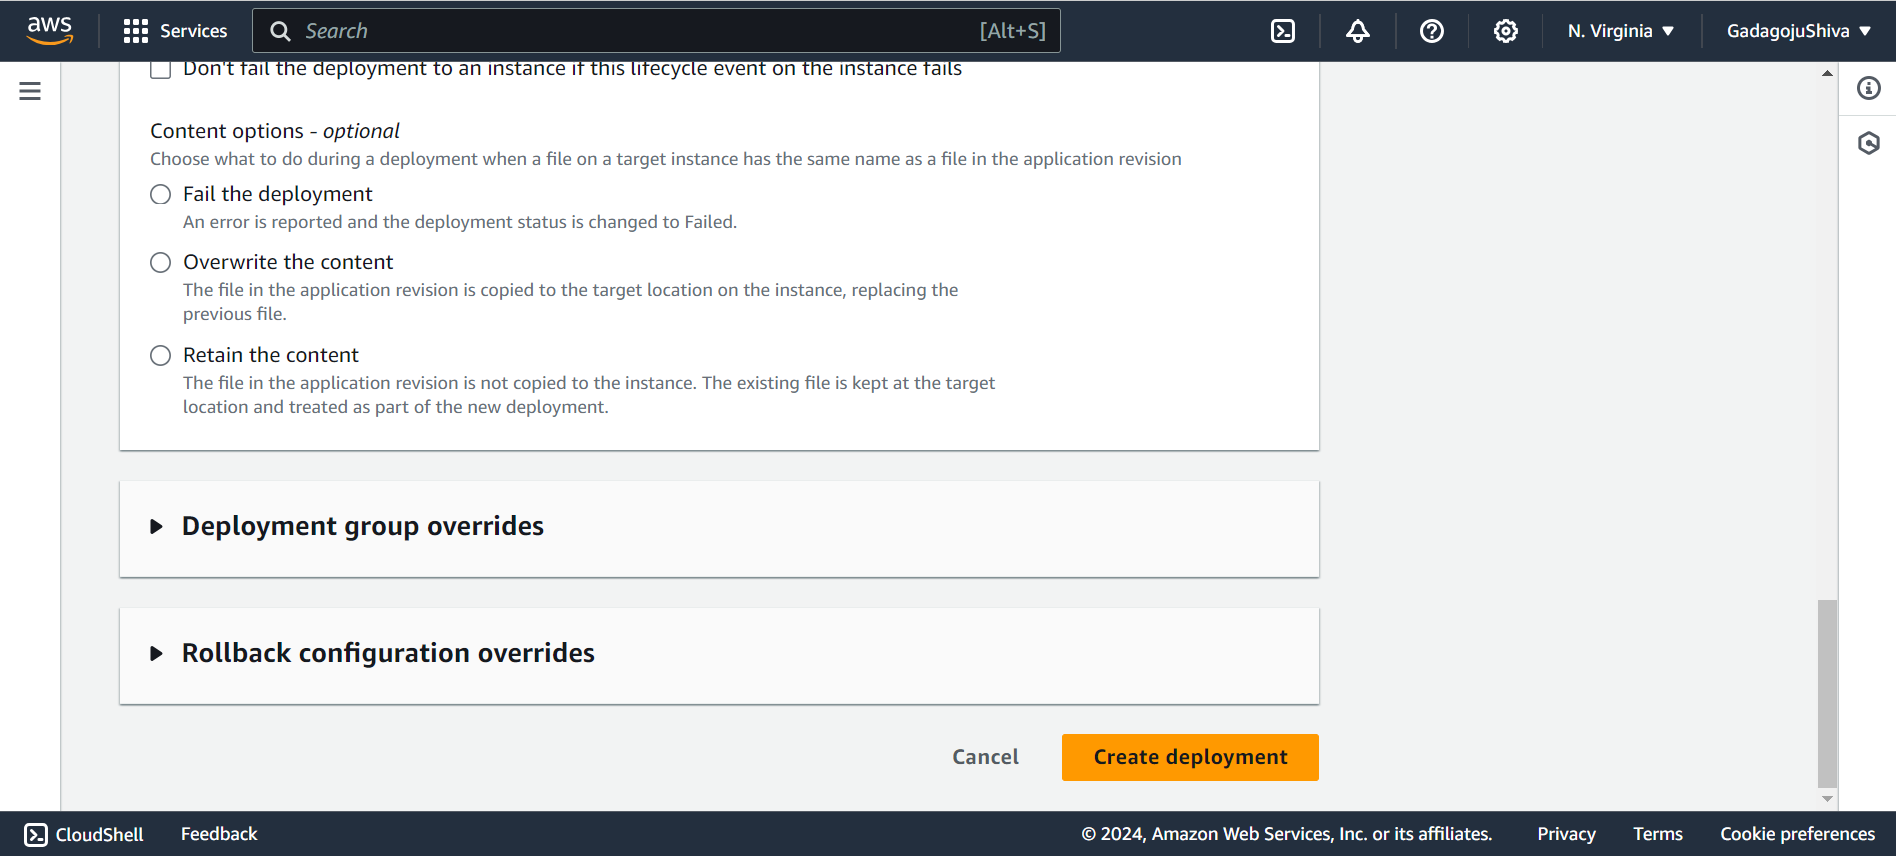 aws
Services
Search
[Alt+S]
N. Virginia
GadagojuShiva
Don't fail the deployment to an instance if this lifecycle event on the instance fails
Content options - optional
Choose what to do during a deployment when a file on a target instance has the same name as a file in the application revision
Fail the deployment
An error is reported and the deployment status is changed to Failed.
Overwrite the content
The file in the application revision is copied to the target location on the instance, replacing the
previous file.
Retain the content
The file in the application revision is not copied to the instance. The existing file is kept at the target
location and treated as part of the new deployment.
Deployment group overrides
Rollback configuration overrides
Cancel
Create deployment
CloudShell
Feedback
© 2024, Amazon Web Services, Inc. or its affiliates.
Privacy
Terms
Cookie preferences